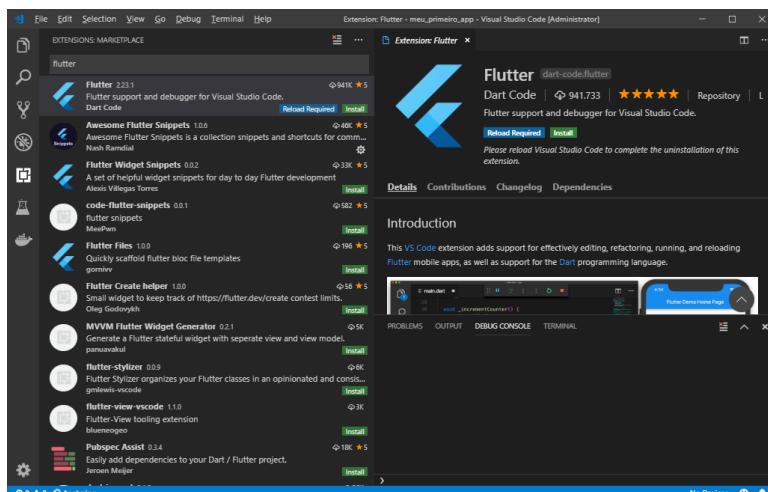 File Edit Selection View Go Debug Terminal Help Extension: Flutter - meu_primeiro_app - Visual Studio Code [Administrator]
EXTENSIONS: MARKETPLACE
flutter
Flutter 2.23.1 941K ★5
Flutter support and debugger for Visual Studio Code.
Dart Code Reload Required Install
Awesome Flutter Snippets 1.0.6 46K ★5
Awesome Flutter Snippets is a collection snippets and shortcuts for comm...
Nash Ramdial
Flutter Widget Snippets 0.0.2 33K ★5
A set of helpful widget snippets for day to day Flutter development
Alexis Villegas Torres Install
code-flutter-snippets 0.0.1 582 ★5
flutter snippets
MeePwn Install
Flutter Files 1.0.0 196 ★5
Quickly scaffold flutter bloc file templates
gornivv Install
Flutter Create helper 1.0.0 56 ★5
Small widget to keep track of https://flutter.dev/create contest limits.
Oleg Godovykh Install
MVVM Flutter Widget Generator 0.2.1 5K
Generate a Flutter stateful widget with seperate view and view model.
panuavakul Install
flutter-stylizer 0.0.9 6K
Flutter Stylizer organizes your Flutter classes in an opinionated and consis...
gmlewis-vscode Install
flutter-view-vscode 1.1.0 3K
Flutter-View tooling extension
blueneogeo Install
Pubspec Assist 0.3.4 18K ★5
Easily add dependencies to your Dart / Flutter project.
Jeroen Meijer Install
Extension: Flutter
Flutter dart-code.flutter
Dart Code 941.733 ★★★★★ Repository L
Flutter support and debugger for Visual Studio Code.
Reload Required Install
Please reload Visual Studio Code to complete the uninstallation of this
extension.
Details Contributions Changelog Dependencies
Introduction
This VS Code extension adds support for effectively editing, refactoring, running, and reloading
Flutter mobile apps, as well as support for the Dart programming language.
main.dart
void _incrementCounter() {
Flutter Demo Home Page
PROBLEMS OUTPUT DEBUG CONSOLE TERMINAL